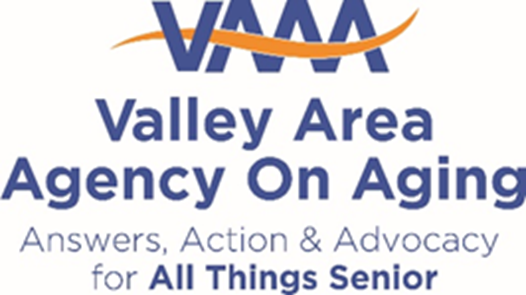 VAAA
Valley Area
Agency On Aging
Answers, Action & Advocacy
for All Things Senior